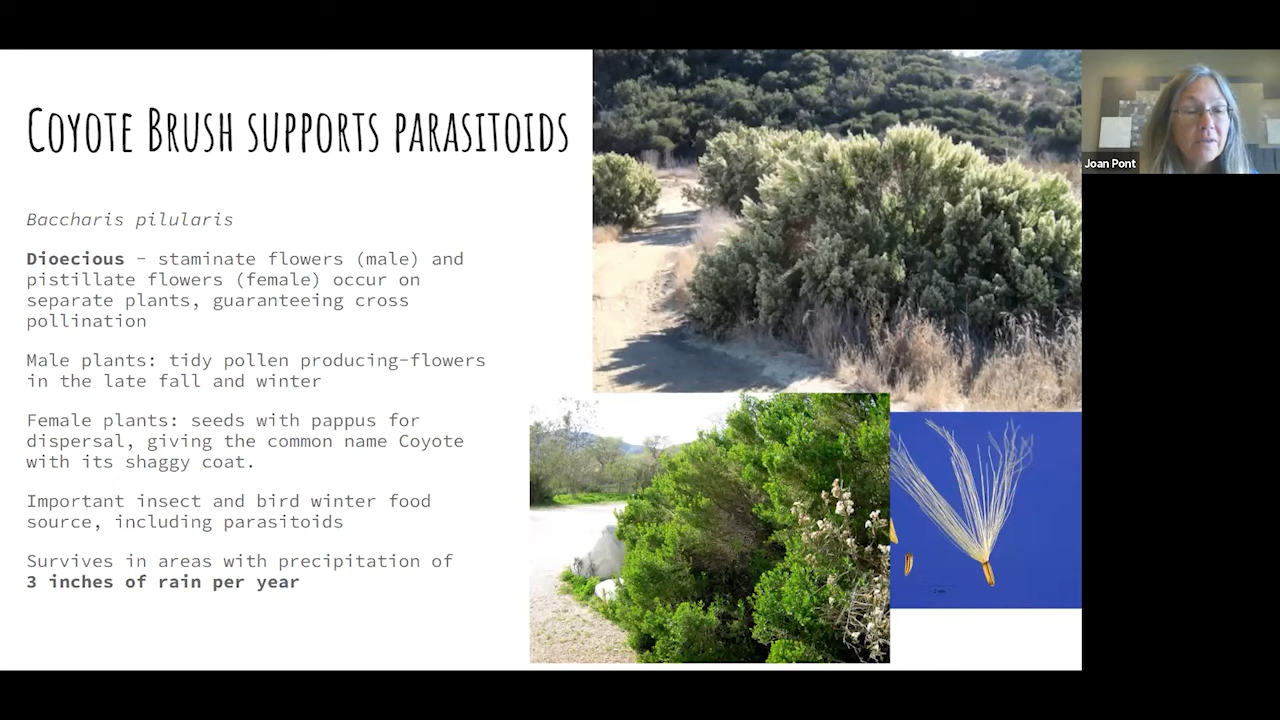 Coyote Brush supports parasitoids
Joan Pont
Baccharis pilularis
Dioecious - staminate flowers (male) and
pistillate flowers (female) occur on
separate plants, guaranteeing cross
pollination
Male plants: tidy pollen producing-flowers
in the late fall and winter
Female plants: seeds with pappus for
dispersal, giving the common name Coyote
with its shaggy coat.
Important insect and bird winter food
source, including parasitoids
Survives in areas with precipitation of
3 inches of rain per year